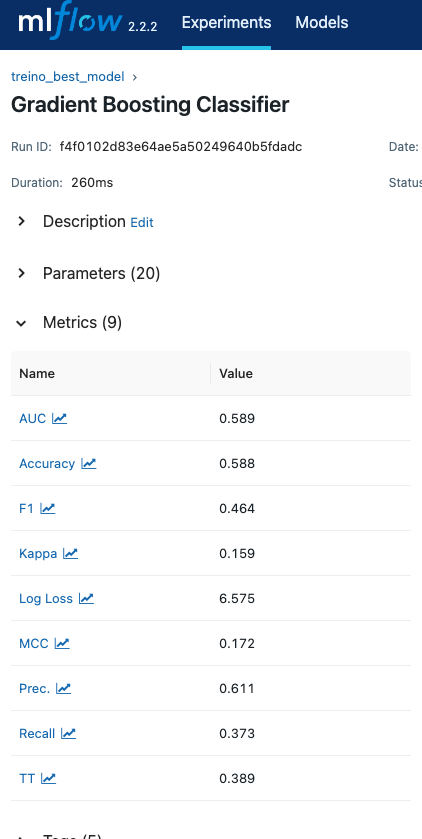 mlflow 2.2.2 Experiments Models
treino_best_model ›
Gradient Boosting Classifier
Run ID: f4f0102d83e64ae5a50249640b5fdadc Date:
Duration: 260ms Status
Description Edit
Parameters (20)
Metrics (9)
Name Value
AUC 0.589
Accuracy 0.588
F1 0.464
Kappa 0.159
Log Loss 6.575
MCC 0.172
Prec. 0.611
Recall 0.373
TT 0.389
Tags (5)